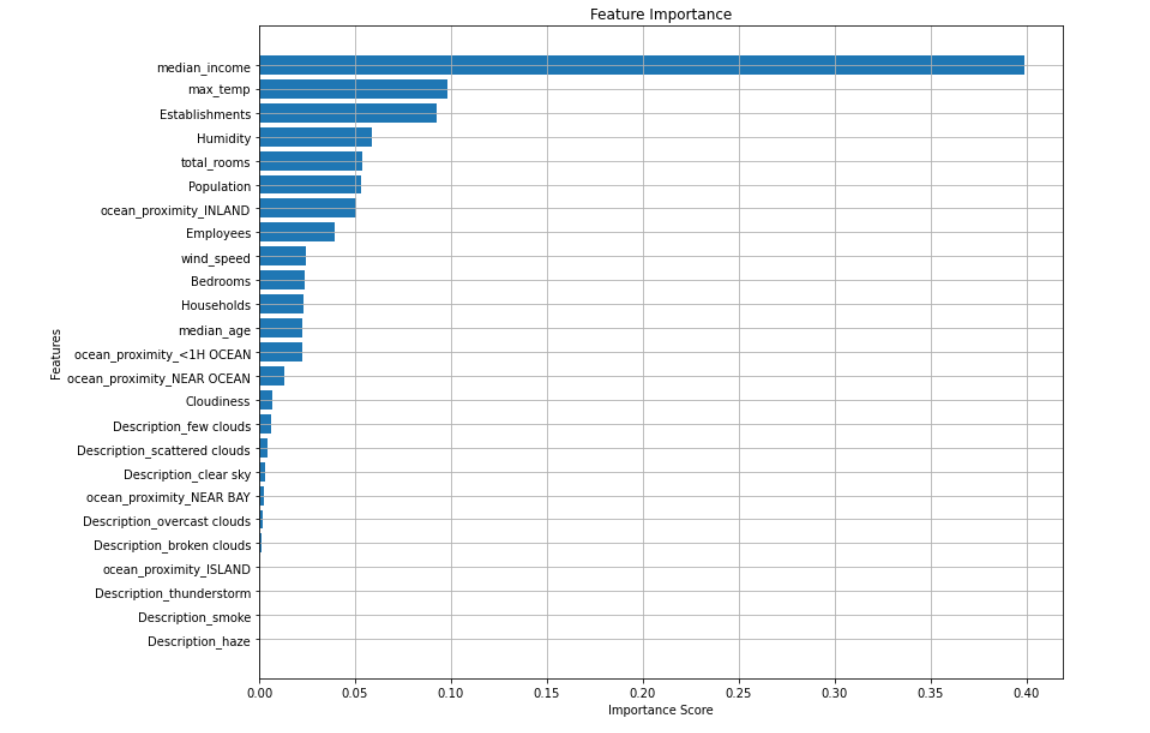 Feature Importance
median_income
max_temp
Establishments
Humidity
total_rooms
Population
ocean_proximity_INLAND
Employees
wind_speed
Bedrooms
Households
median_age
ocean_proximity_<1H OCEAN
ocean_proximity_NEAR OCEAN
Cloudiness
Description_few clouds
Description_scattered clouds
Description_clear sky
ocean_proximity_NEAR BAY
Description_overcast clouds
Description_broken clouds
ocean_proximity_ISLAND
Description_thunderstorm
Description_smoke
Description_haze
Features
0.00 0.05 0.10 0.15 0.20 0.25 0.30 0.35 0.40
Importance Score